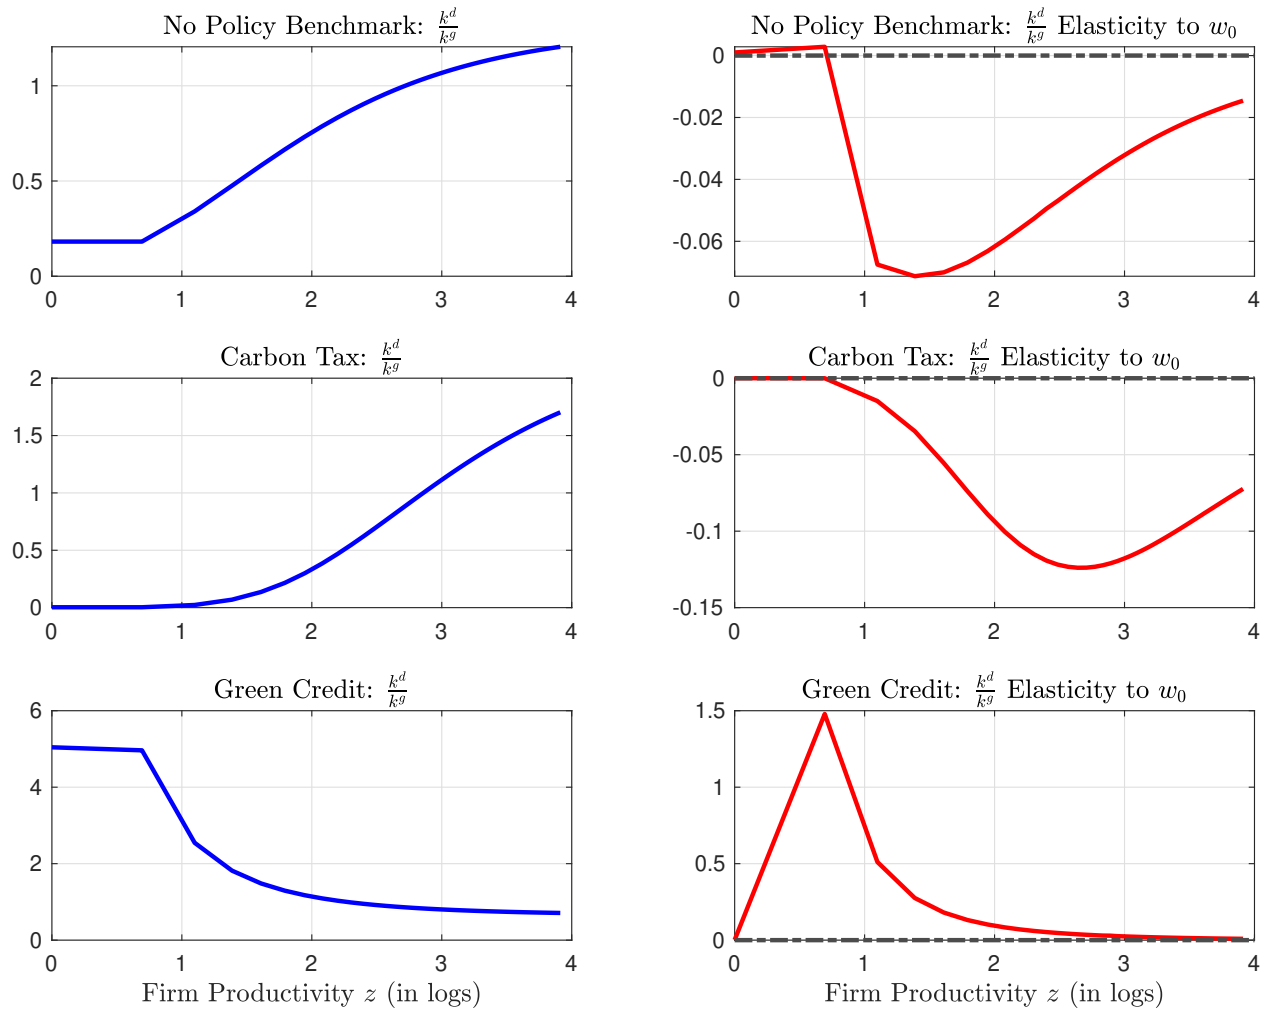 No Policy Benchmark: k^d/k^g
1
0.5
0
0 1 2 3 4
No Policy Benchmark: k^d/k^g Elasticity to w_0
0
-0.02
-0.04
-0.06
0 1 2 3 4
Carbon Tax: k^d/k^g
2
1.5
1
0.5
0
0 1 2 3 4
Carbon Tax: k^d/k^g Elasticity to w_0
0
-0.05
-0.1
-0.15
0 1 2 3 4
Green Credit: k^d/k^g
6
4
2
0
0 1 2 3 4
Firm Productivity z (in logs)
Green Credit: k^d/k^g Elasticity to w_0
1.5
1
0.5
0
0 1 2 3 4
Firm Productivity z (in logs)